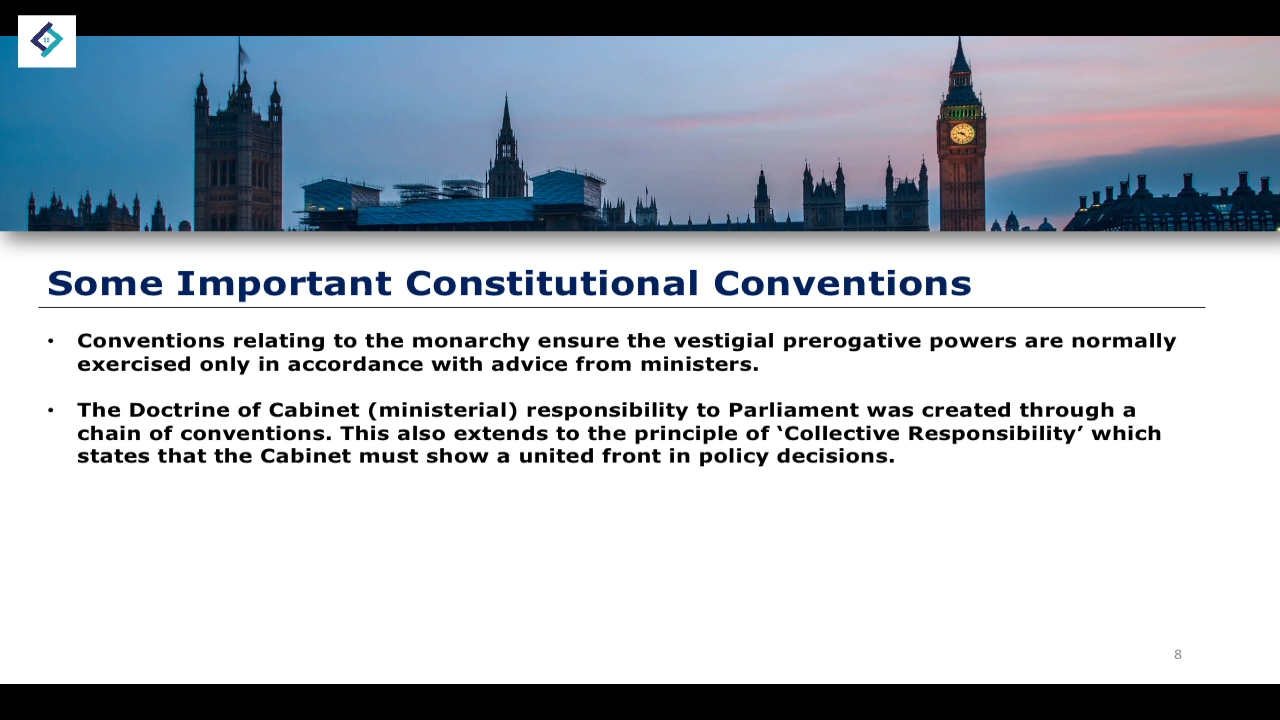 Some Important Constitutional Conventions
• Conventions relating to the monarchy ensure the vestigial prerogative powers are normally
exercised only in accordance with advice from ministers.
• The Doctrine of Cabinet (ministerial) responsibility to Parliament was created through a
chain of conventions. This also extends to the principle of ‘Collective Responsibility’ which
states that the Cabinet must show a united front in policy decisions.
8